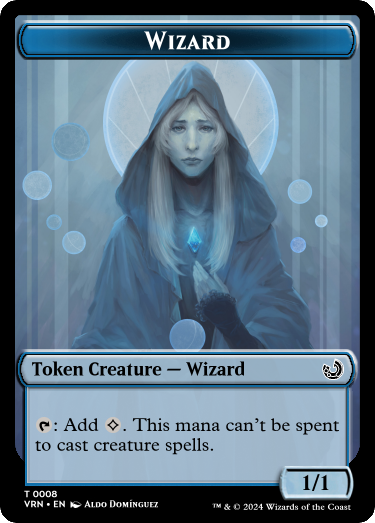 Wizard
Token Creature — Wizard
: Add . This mana can't be spent
to cast creature spells.
1/1
T 0008
VRN • EN Aldo Domínguez
™ & © 2024 Wizards of the Coast